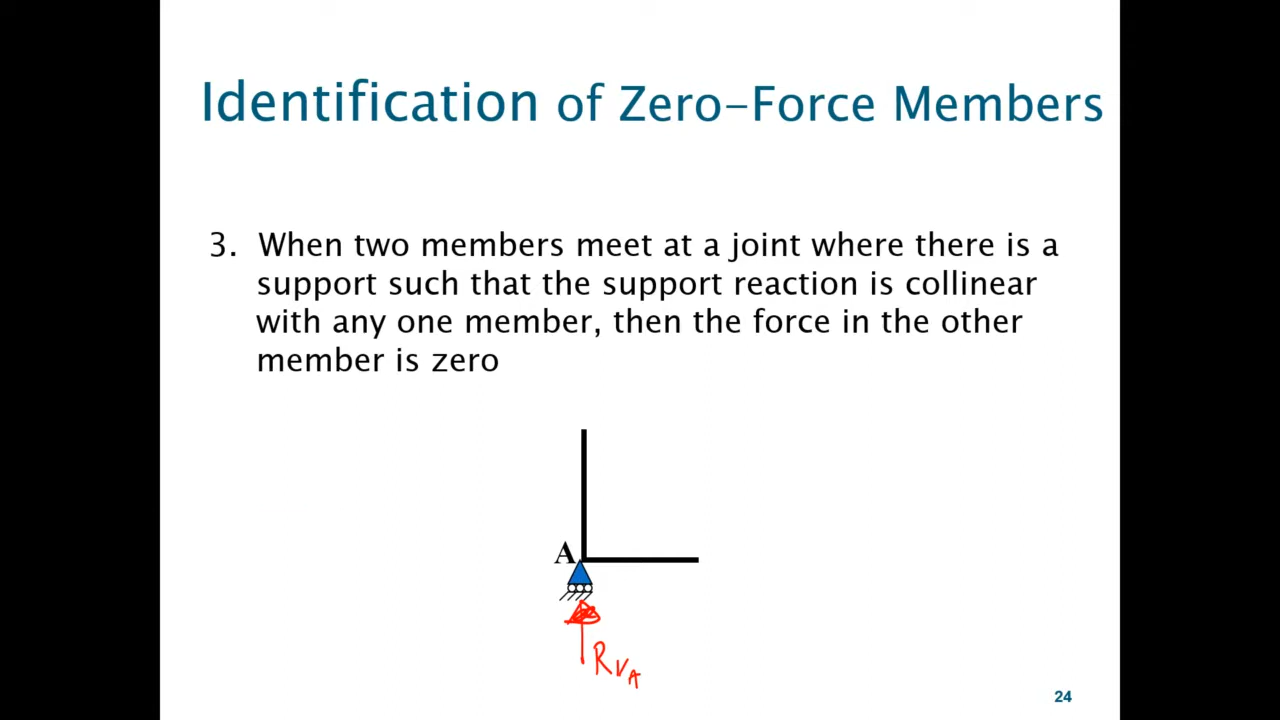 Identification of Zero-Force Members
3. When two members meet at a joint where there is a
support such that the support reaction is collinear
with any one member, then the force in the other
member is zero
A
RVA
24